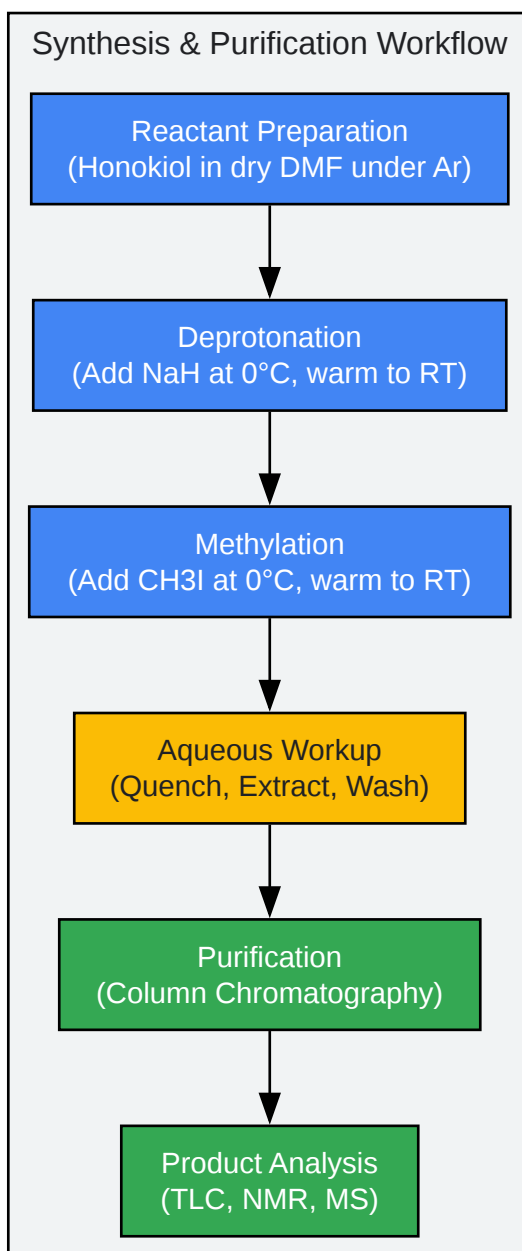 Synthesis & Purification Workflow
Reactant Preparation
(Honokiol in dry DMF under Ar)
Deprotonation
(Add NaH at 0°C, warm to RT)
Methylation
(Add CH3I at 0°C, warm to RT)
Aqueous Workup
(Quench, Extract, Wash)
Purification
(Column Chromatography)
Product Analysis
(TLC, NMR, MS)